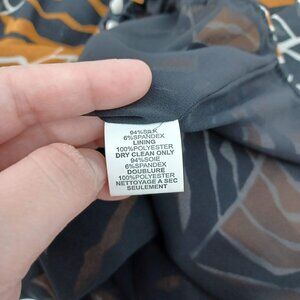 94%SILK
6%SPANDEX
LINING
100%POLYESTER
DRY CLEAN ONLY
94%SOIE
6%SPANDEX
DOUBLURE
100%POLYESTER
NETTOYAGE A SEC
SEULEMENT